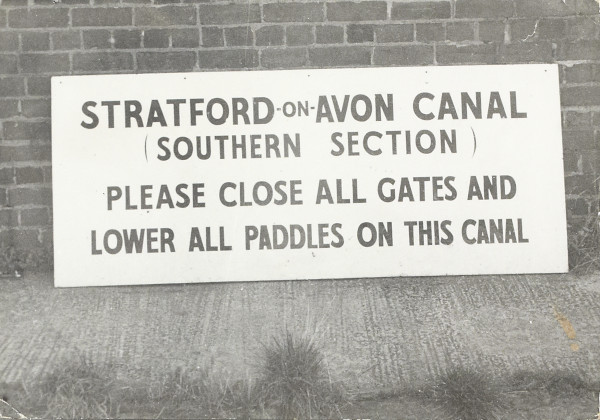 STRATFORD-ON-AVON CANAL
(SOUTHERN SECTION)
PLEASE CLOSE ALL GATES AND
LOWER ALL PADDLES ON THIS CANAL